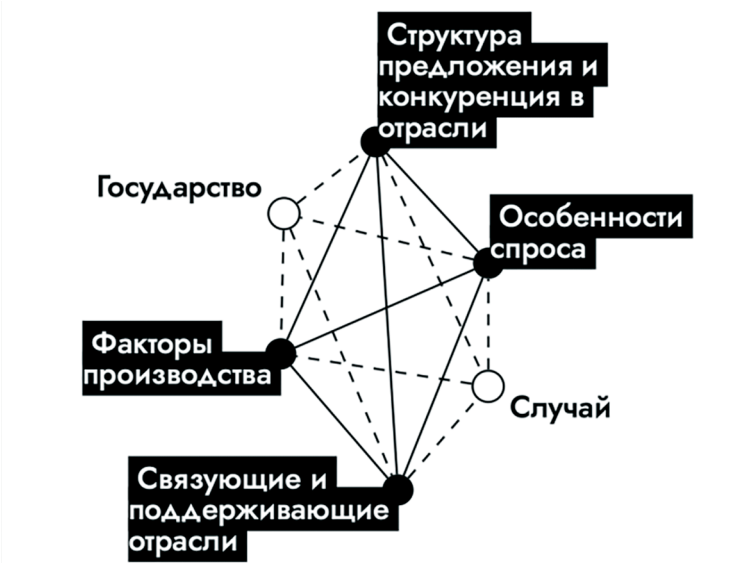 Структура
предложения и
конкуренция в
отрасли
Государство
Особенности
спроса
Факторы
производства
Случай
Связующие и
поддерживающие
отрасли